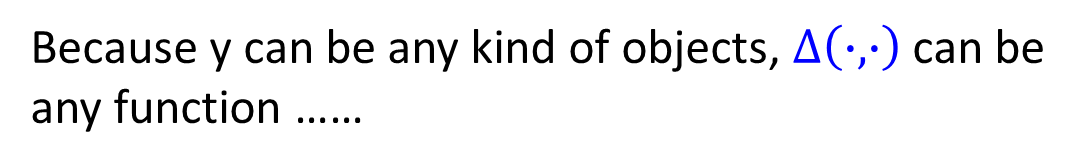 Because y can be any kind of objects, Δ(·,·) can be
any function ……